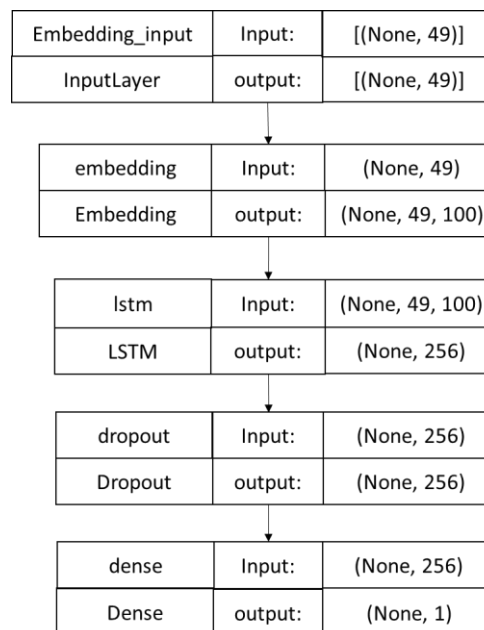 Embedding_input Input: [(None, 49)]
InputLayer output: [(None, 49)]
embedding Input: (None, 49)
Embedding output: (None, 49, 100)
lstm Input: (None, 49, 100)
LSTM output: (None, 256)
dropout Input: (None, 256)
Dropout output: (None, 256)
dense Input: (None, 256)
Dense output: (None, 1)